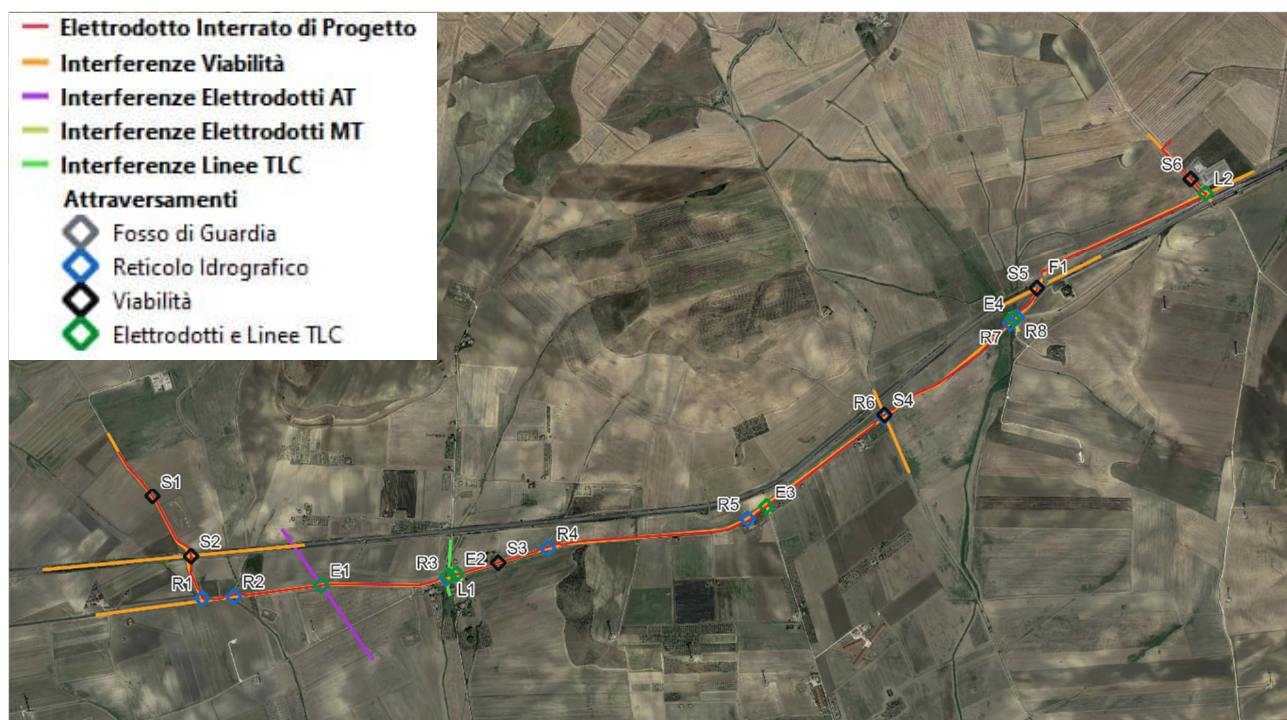 Elettrodotto Interrato di Progetto
Interferenze Viabilità
Interferenze Elettrodotti AT
Interferenze Elettrodotti MT
Interferenze Linee TLC
Attraversamenti
Fosso di Guardia
Reticolo Idrografico
Viabilità
Elettrodotti e Linee TLC
S6
L2
S5
F1
E4
R7
R8
R6
S4
S1
E3
R5
S2
R4
S3
E2
R3
L1
E1
R2
R1